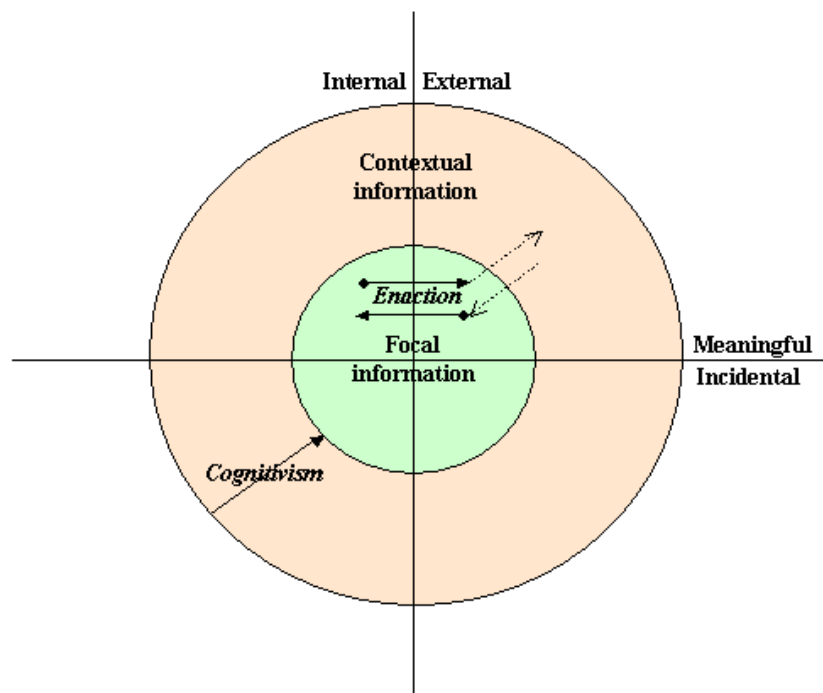 Internal External
Contextual
information
Enaction
Focal
information
Meaningful
Incidental
Cognitivism